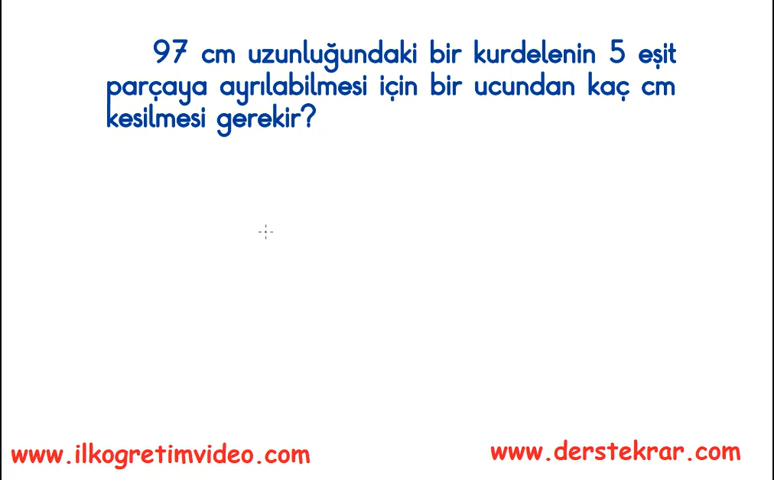 97 cm uzunluğundaki bir kurdelenin 5 eşit
parçaya ayrılabilmesi için bir ucundan kaç cm
kesilmesi gerekir?
www.ilkogretimvideo.com
www.derstekrar.com